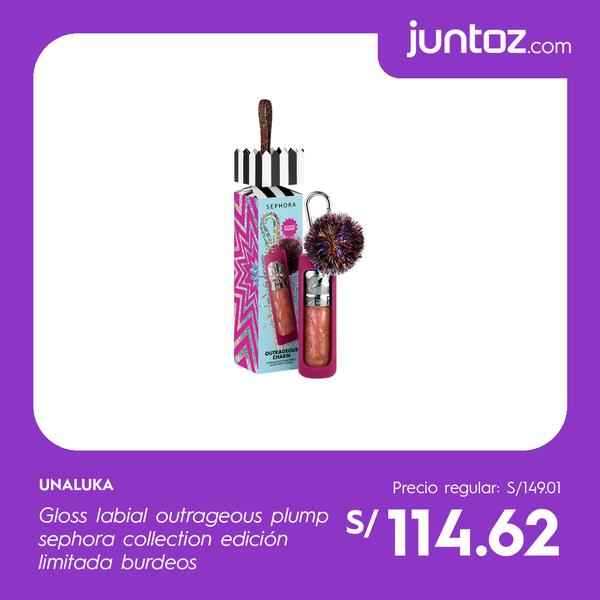 juntoz.com
SEPHORA
OUTRAGEOUS
CHARM
UNALUKA
Gloss labial outrageous plump
sephora collection edición
limitada burdeos
Precio regular: S/149.01
S/ 114.62